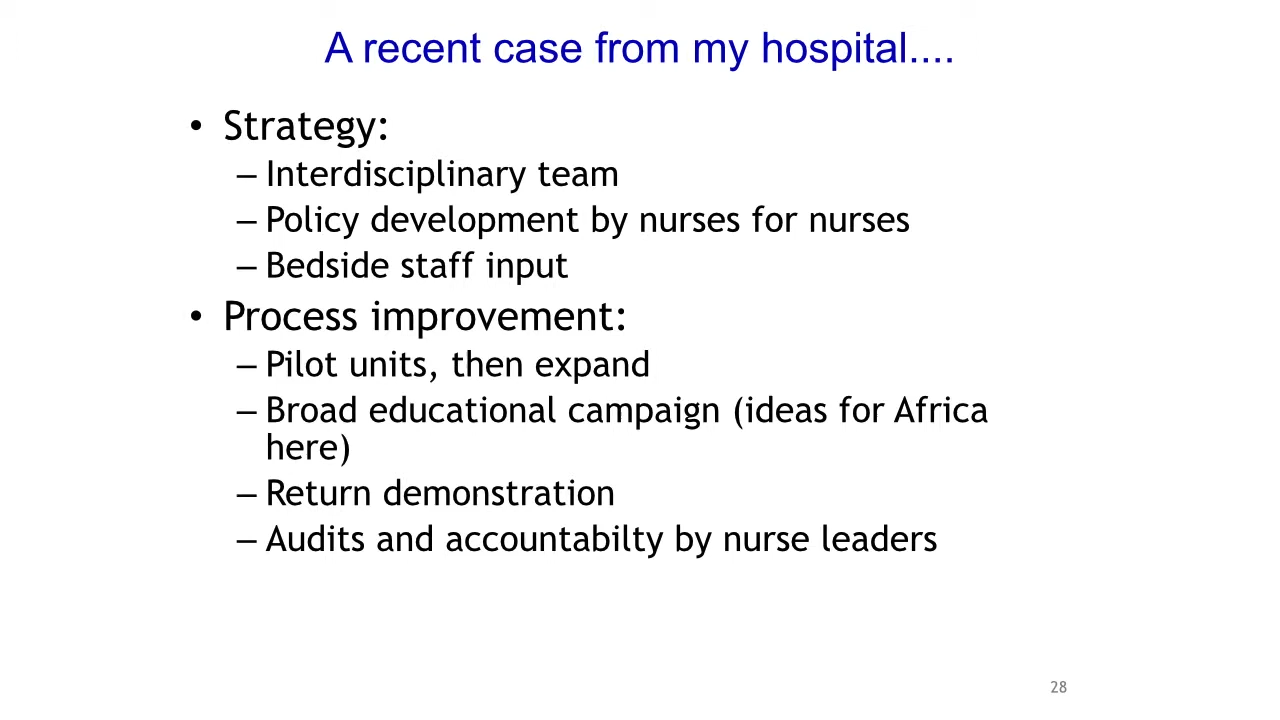 A recent case from my hospital....
• Strategy:
– Interdisciplinary team
– Policy development by nurses for nurses
– Bedside staff input
• Process improvement:
– Pilot units, then expand
– Broad educational campaign (ideas for Africa
here)
– Return demonstration
– Audits and accountabilty by nurse leaders
28